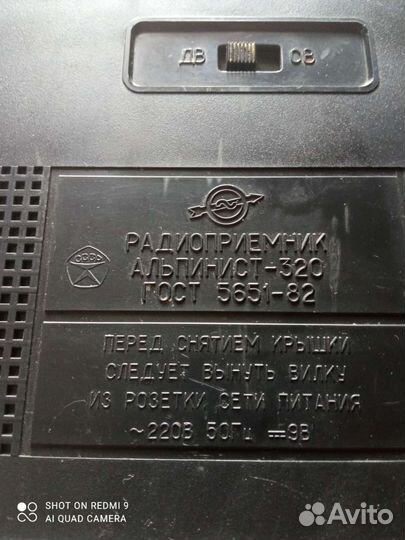 ДВ СВ
СССР
РАДИОПРИЕМНИК
АЛЬПИНИСТ-320
ГОСТ 5651-82
ПЕРЕД СНЯТИЕМ КРЫШКИ
СЛЕДУЕТ ВЫНУТЬ ВИЛКУ
ИЗ РОЗЕТКИ СЕТИ ПИТАНИЯ
~220В 50Гц ⎓9В
SHOT ON REDMI 9
AI QUAD CAMERA
Avito